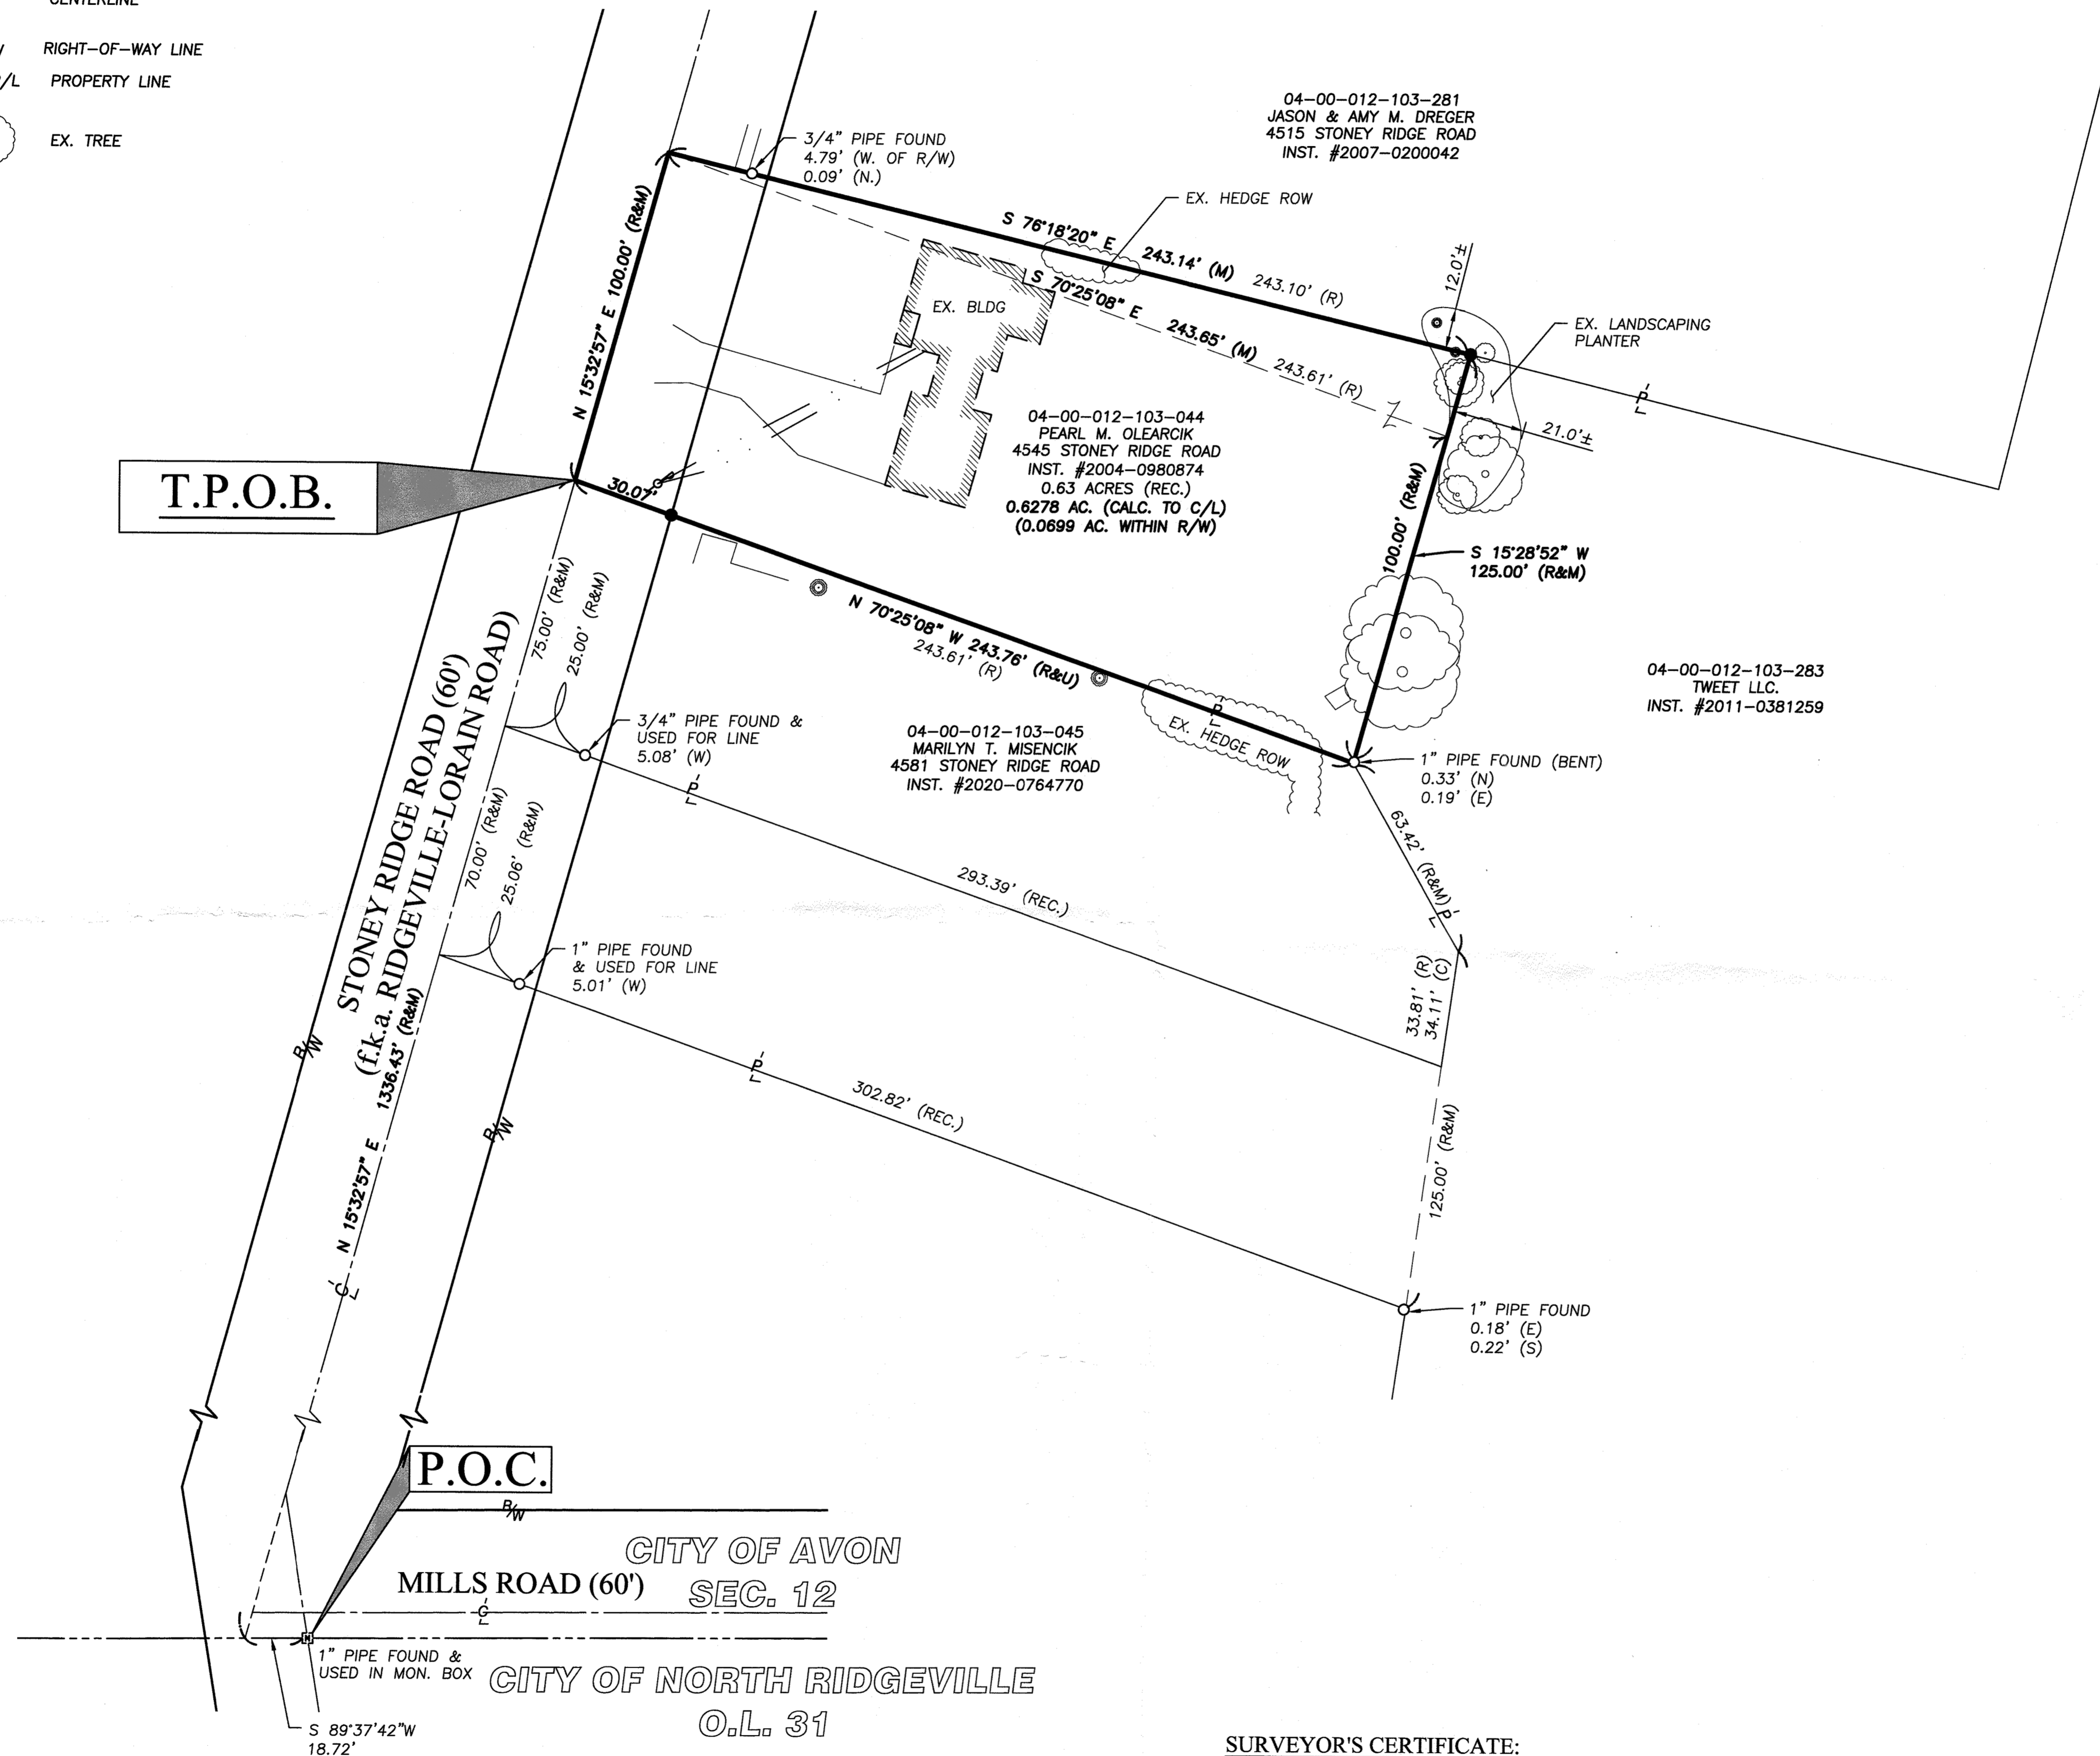 RIGHT-OF-WAY LINE
P/L PROPERTY LINE
EX. TREE
04-00-012-103-281
JASON & AMY M. DREGER
4515 STONEY RIDGE ROAD
INST. #2007-0200042
3/4" PIPE FOUND
4.79' (W. OF R/W)
0.09' (N.)
EX. HEDGE ROW
S 76°18'20" E 243.14' (M) 243.10' (R)
12.0'±
EX. LANDSCAPING
PLANTER
N 15°32'57" E 100.00' (R&M)
EX. BLDG
S 70°25'08" E 243.65' (M) 243.61' (R)
P/L
21.0'±
04-00-012-103-044
PEARL M. OLEARCIK
4545 STONEY RIDGE ROAD
INST. #2004-0980874
0.63 ACRES (REC.)
0.6278 AC. (CALC. TO C/L)
(0.0699 AC. WITHIN R/W)
T.P.O.B.
30.07'
100.00' (R&M)
S 15°28'52" W
125.00' (R&M)
N 70°25'08" W 243.76' (R&U)
243.61' (R)
75.00' (R&M)
25.00' (R&M)
04-00-012-103-283
TWEET LLC.
INST. #2011-0381259
3/4" PIPE FOUND &
USED FOR LINE
5.08' (W)
04-00-012-103-045
MARILYN T. MISENCIK
4581 STONEY RIDGE ROAD
INST. #2020-0764770
P/L
EX. HEDGE ROW
1" PIPE FOUND (BENT)
0.33' (N)
0.19' (E)
P/L
63.42' (R&M)
P/L
STONEY RIDGE ROAD (60')
(f.k.a. RIDGEVILLE-LORAIN ROAD)
70.00' (R&M)
25.06' (R&M)
293.39' (REC.)
1" PIPE FOUND
& USED FOR LINE
5.01' (W)
33.81' (R)
34.11' (C)
R/W
N 15°32'57" E 1336.43' (R&M)
P/L
302.82' (REC.)
R/W
125.00' (R&M)
C/L
1" PIPE FOUND
0.18' (E)
0.22' (S)
P.O.C.
R/W
CITY OF AVON
MILLS ROAD (60')
SEC. 12
C/L
M
1" PIPE FOUND &
USED IN MON. BOX
CITY OF NORTH RIDGEVILLE
O.L. 31
S 89°37'42"W
18.72'
SURVEYOR'S CERTIFICATE: